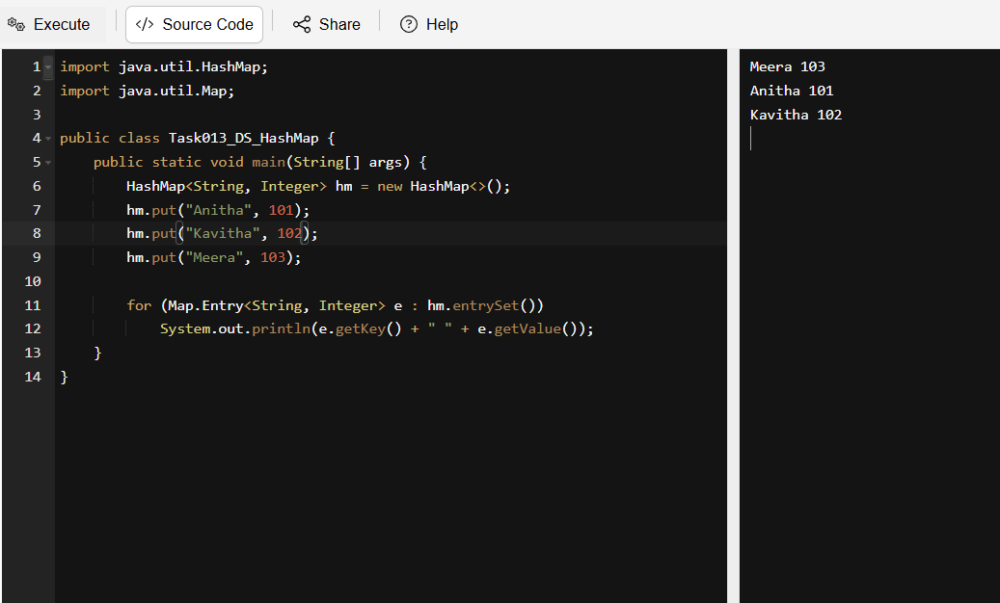 Execute Source Code Share Help
1 import java.util.HashMap;
2 import java.util.Map;
3
4 public class Task013_DS_HashMap {
5     public static void main(String[] args) {
6         HashMap<String, Integer> hm = new HashMap<>();
7         hm.put("Anitha", 101);
8         hm.put("Kavitha", 102);
9         hm.put("Meera", 103);
10
11         for (Map.Entry<String, Integer> e : hm.entrySet())
12             System.out.println(e.getKey() + " " + e.getValue());
13     }
14 }
Meera 103
Anitha 101
Kavitha 102